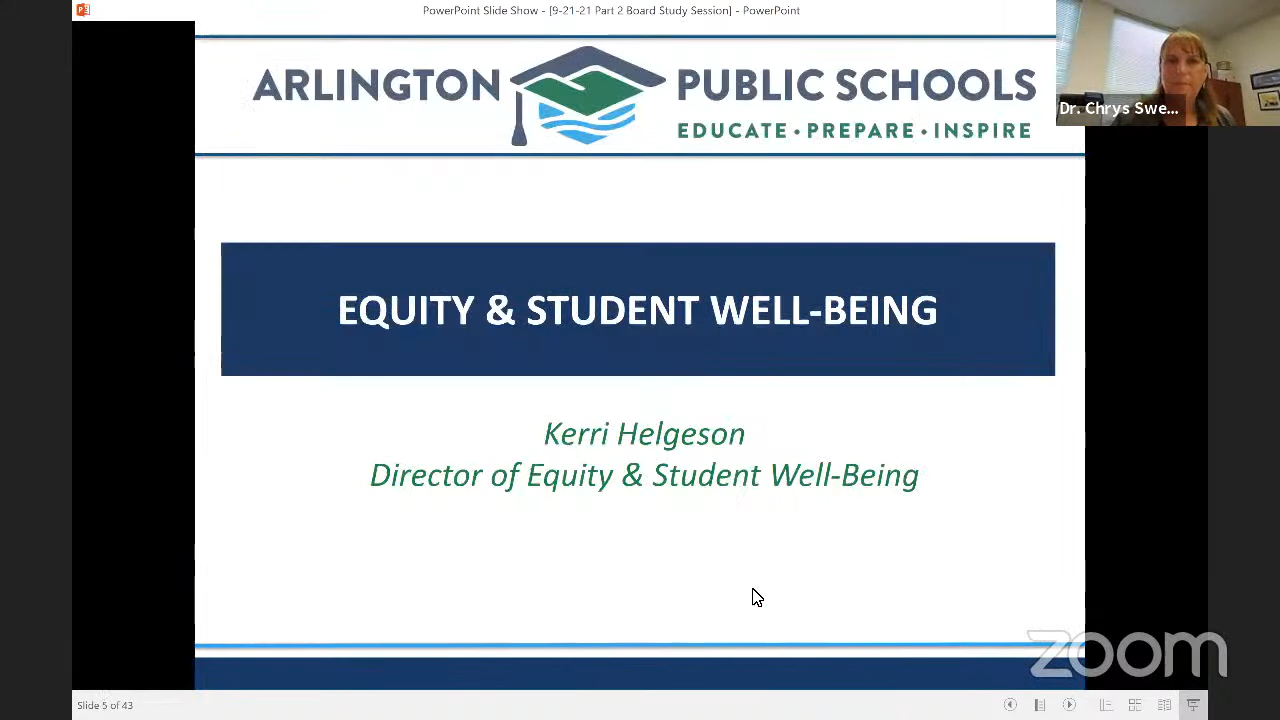 PowerPoint Slide Show - [9-21-21 Part 2 Board Study Session] - PowerPoint
ARLINGTON PUBLIC SCHOOLS
EDUCATE • PREPARE • INSPIRE
Dr. Chrys Swe...
EQUITY & STUDENT WELL-BEING
Kerri Helgeson
Director of Equity & Student Well-Being
zoom
Slide 5 of 43